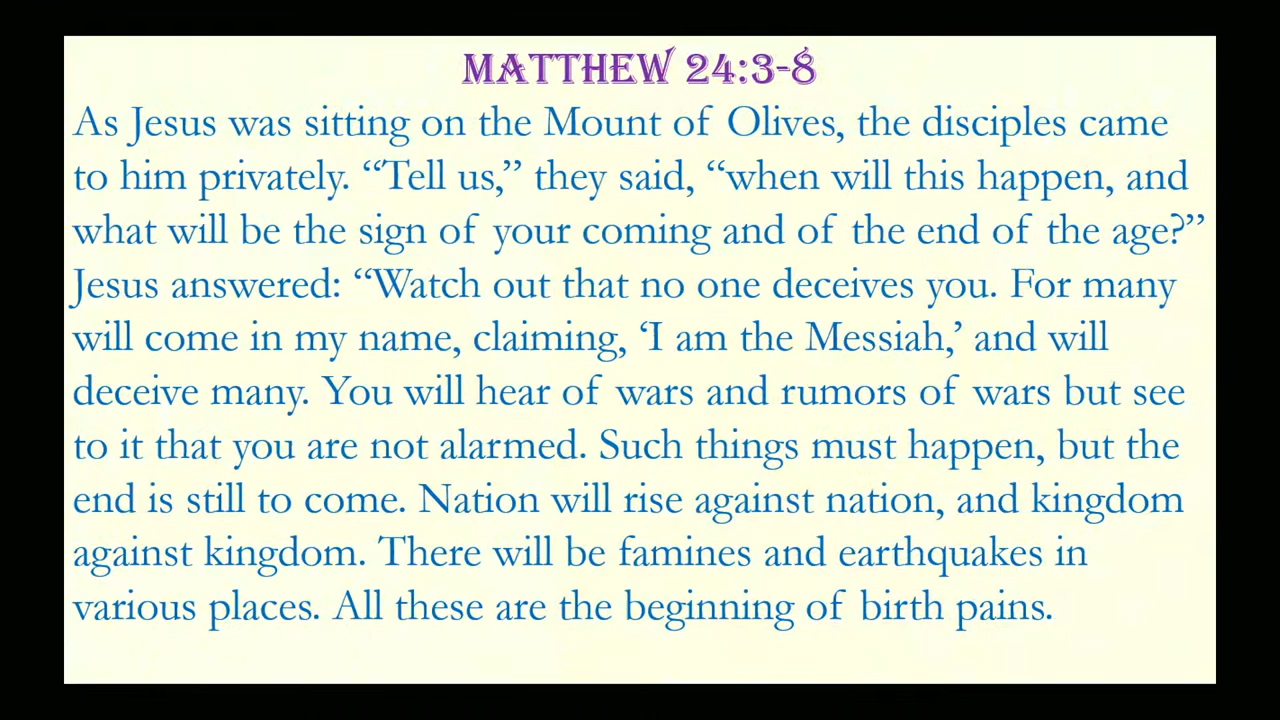 MATTHEW 24:3-8
As Jesus was sitting on the Mount of Olives, the disciples came
to him privately. “Tell us,” they said, “when will this happen, and
what will be the sign of your coming and of the end of the age?”
Jesus answered: “Watch out that no one deceives you. For many
will come in my name, claiming, ‘I am the Messiah,’ and will
deceive many. You will hear of wars and rumors of wars but see
to it that you are not alarmed. Such things must happen, but the
end is still to come. Nation will rise against nation, and kingdom
against kingdom. There will be famines and earthquakes in
various places. All these are the beginning of birth pains.